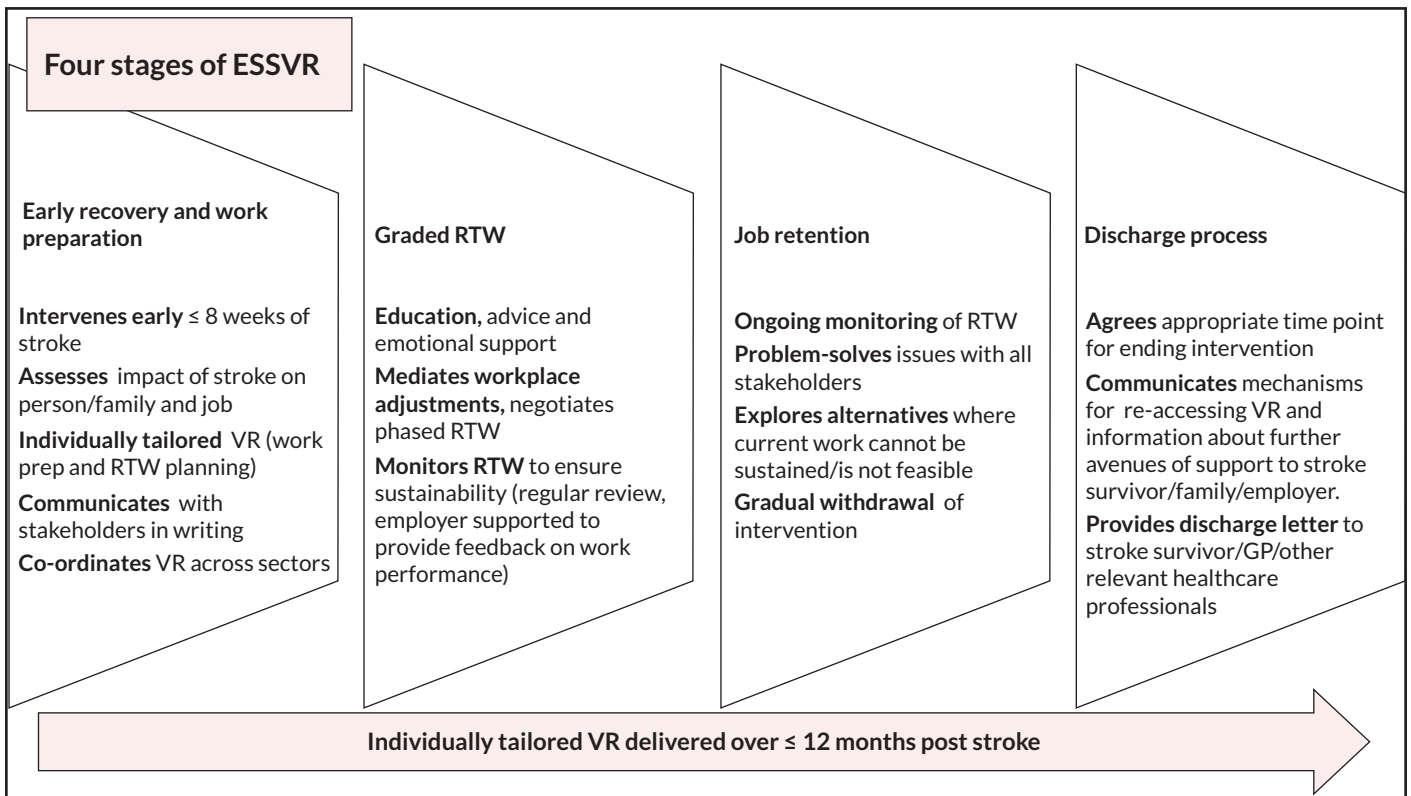 Four stages of ESSVR
Early recovery and work
preparation
Intervenes early ≤ 8 weeks of
stroke
Assesses impact of stroke on
person/family and job
Individually tailored VR (work
prep and RTW planning)
Communicates with
stakeholders in writing
Co-ordinates VR across sectors
Graded RTW
Education, advice and
emotional support
Mediates workplace
adjustments, negotiates
phased RTW
Monitors RTW to ensure
sustainability (regular review,
employer supported to
provide feedback on work
performance)
Job retention
Ongoing monitoring of RTW
Problem-solves issues with all
stakeholders
Explores alternatives where
current work cannot be
sustained/is not feasible
Gradual withdrawal of
intervention
Discharge process
Agrees appropriate time point
for ending intervention
Communicates mechanisms
for re-accessing VR and
information about further
avenues of support to stroke
survivor/family/employer.
Provides discharge letter to
stroke survivor/GP/other
relevant healthcare
professionals
Individually tailored VR delivered over ≤ 12 months post stroke